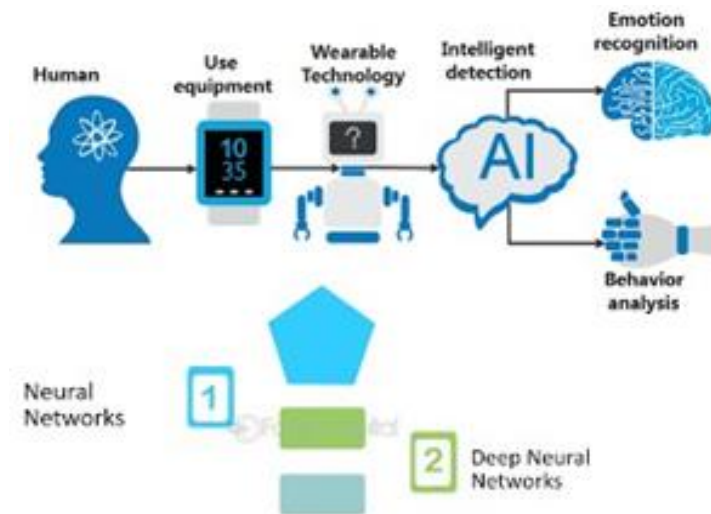 Human
Use
equipment
Wearable
Technology
Intelligent
detection
Emotion
recognition
10
35
?
AI
Behavior
analysis
Neural
Networks
1
2
Deep Neural
Networks